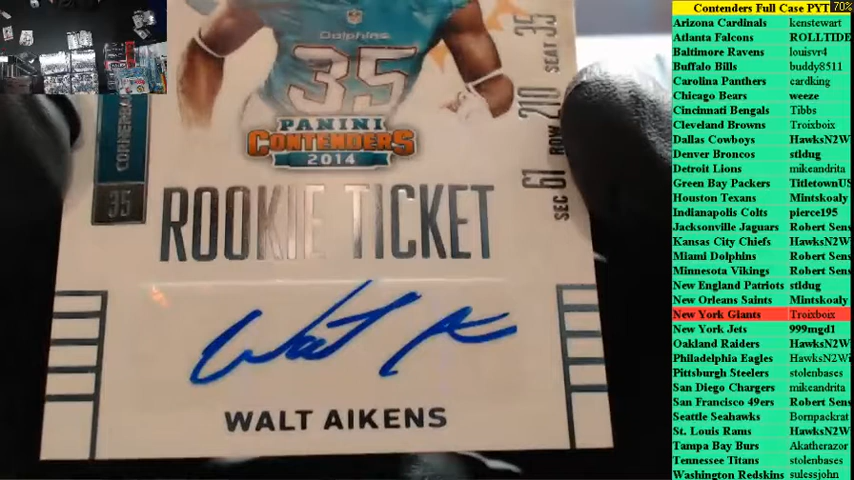 Dolphins
35
PANINI
CONTENDERS
2014
35
ROOKIE TICKET
SEC 61 ROW 210 SEAT 35
Walt A
WALT AIKENS
Contenders Full Case PYT
70%
Arizona Cardinals kenstewart
Atlanta Falcons ROLLTIDE
Baltimore Ravens louisvr4
Buffalo Bills buddy8511
Carolina Panthers cardking
Chicago Bears weeze
Cincinnati Bengals Tibbs
Cleveland Browns Troixboix
Dallas Cowboys HawksN2W
Denver Broncos stldug
Detroit Lions mikeandrita
Green Bay Packers TitletownUS
Houston Texans Mintskoaly
Indianapolis Colts pierce195
Jacksonville Jaguars Robert Sens
Kansas City Chiefs HawksN2W
Miami Dolphins Robert Sens
Minnesota Vikings Robert Sens
New England Patriots stldug
New Orleans Saints Mintskoaly
New York Giants Troixboix
New York Jets 999mgd1
Oakland Raiders HawksN2W
Philadelphia Eagles HawksN2Wi
Pittsburgh Steelers stolenbases
San Diego Chargers mikeandrita
San Francisco 49ers Robert Sens
Seattle Seahawks Bornpackrat
St. Louis Rams HawksN2W
Tampa Bay Burs Akatherazor
Tennessee Titans stolenbases
Washington Redskins sulessjohn